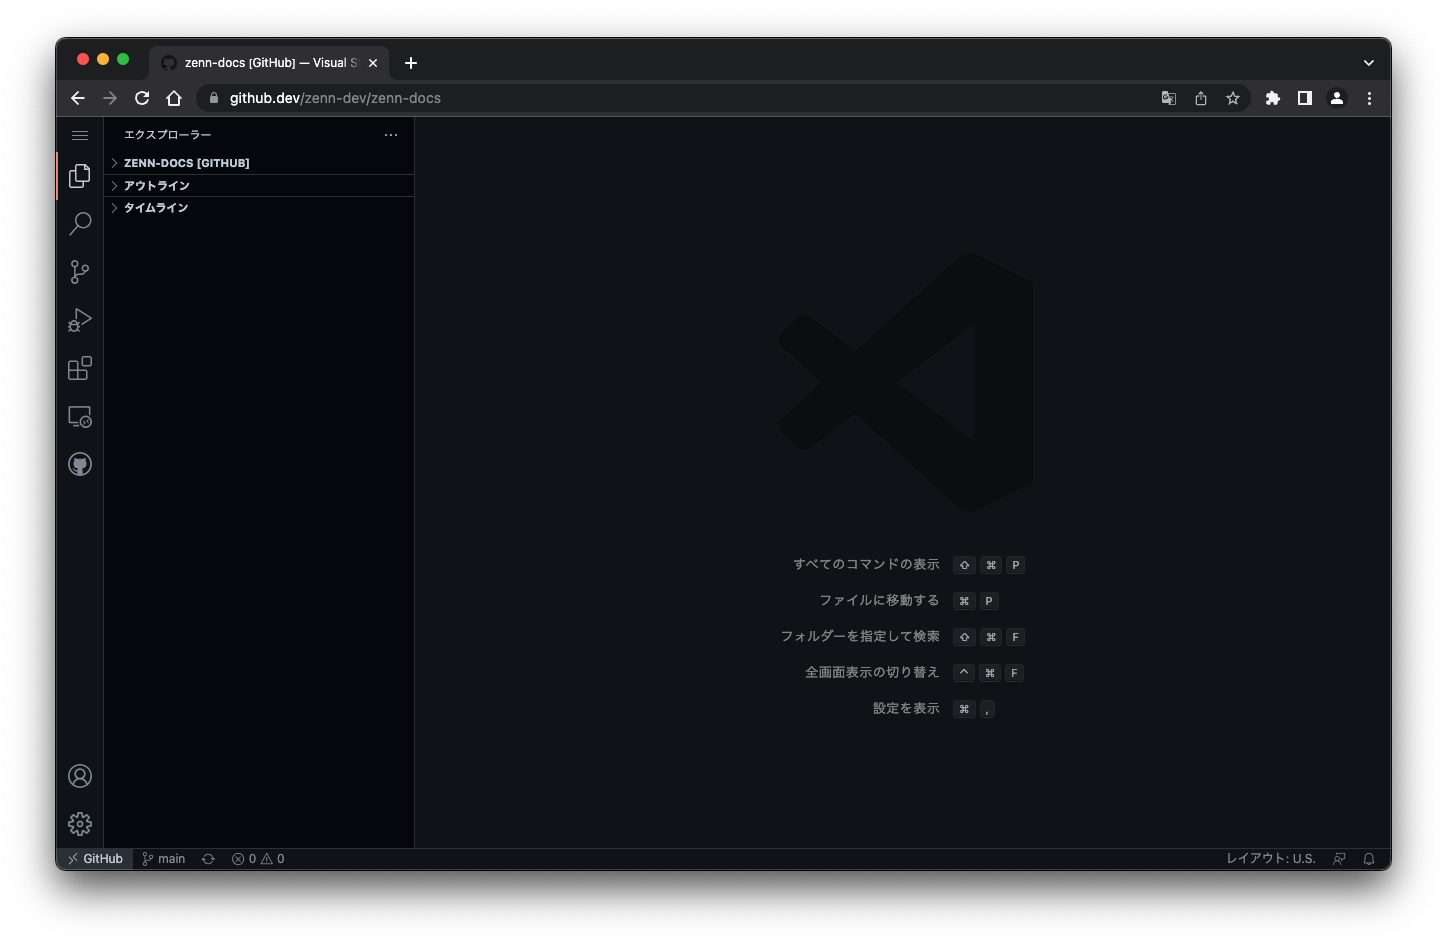 zenn-docs [GitHub] — Visual S
github.dev/zenn-dev/zenn-docs
エクスプローラー
ZENN-DOCS [GITHUB]
アウトライン
タイムライン
すべてのコマンドの表示 ⇧ ⌘ P
ファイルに移動する ⌘ P
フォルダーを指定して検索 ⇧ ⌘ F
全画面表示の切り替え ^ ⌘ F
設定を表示 ⌘ ,
GitHub main 0 0 レイアウト: U.S.